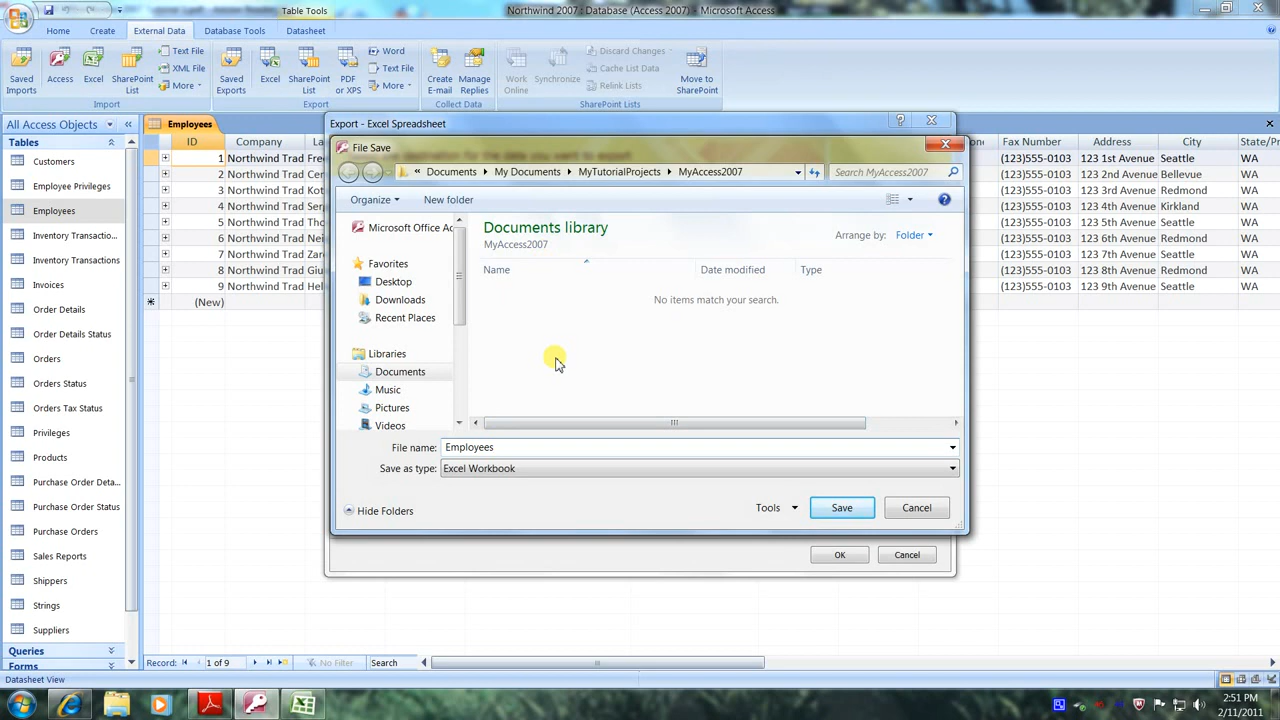 Table Tools
Northwind 2007 : Database (Access 2007) - Microsoft Access
Home Create External Data Database Tools Datasheet
Saved Imports
Access
Excel
SharePoint List
Text File
XML File
More
Import
Saved Exports
Excel
SharePoint List
PDF or XPS
Word
Text File
More
Export
Create E-mail
Manage Replies
Collect Data
Work Online
Synchronize
Discard Changes
Cache List Data
Relink Lists
Move to SharePoint
SharePoint Lists
All Access Objects
Tables
Customers
Employee Privileges
Employees
Inventory Transactio...
Inventory Transactions
Invoices
Order Details
Order Details Status
Orders
Orders Status
Orders Tax Status
Privileges
Products
Purchase Order Deta...
Purchase Order Status
Purchase Orders
Sales Reports
Shippers
Strings
Suppliers
Queries
Forms
Employees
ID Company La Fax Number Address City State/Pr
1 Northwind Trad Fre (123)555-0103 123 1st Avenue Seattle WA
2 Northwind Trad Cer (123)555-0103 123 2nd Avenue Bellevue WA
3 Northwind Trad Kot (123)555-0103 123 3rd Avenue Redmond WA
4 Northwind Trad Ser (123)555-0103 123 4th Avenue Kirkland WA
5 Northwind Trad Tho (123)555-0103 123 5th Avenue Seattle WA
6 Northwind Trad Nei (123)555-0103 123 6th Avenue Redmond WA
7 Northwind Trad Zar (123)555-0103 123 7th Avenue Seattle WA
8 Northwind Trad Giu (123)555-0103 123 8th Avenue Redmond WA
9 Northwind Trad Hel (123)555-0103 123 9th Avenue Seattle WA
(New)
Export - Excel Spreadsheet
File Save
« Documents My Documents MyTutorialProjects MyAccess2007
Search MyAccess2007
Organize New folder
Microsoft Office Ac
Favorites
Desktop
Downloads
Recent Places
Libraries
Documents
Music
Pictures
Videos
Documents library
MyAccess2007
Arrange by: Folder
Name Date modified Type
No items match your search.
File name: Employees
Save as type: Excel Workbook
Hide Folders
Tools Save Cancel
OK Cancel
Record: 1 of 9 No Filter Search
Datasheet View
2:51 PM
2/11/2011